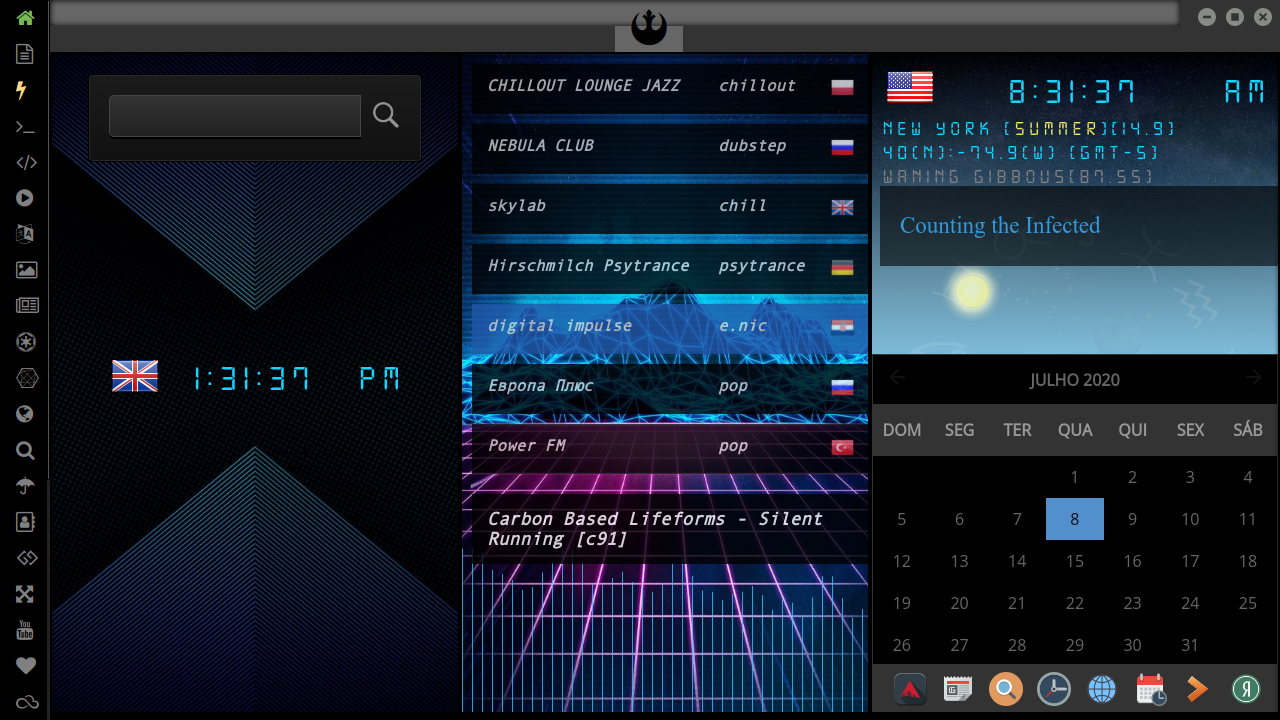 CHILLOUT LOUNGE JAZZ chillout
NEBULA CLUB dubstep
skylab chill
Hirschmilch Psytrance psytrance
digital impulse e.nic
Европа Плюс pop
Power FM pop
Carbon Based Lifeforms - Silent
Running [c91]
1:31:37 PM
8:31:37 AM
NEW YORK (SUMMER)(14.9)
40(N):-74.9(W) (GMT-5)
WANING GIBBOUS(87.55)
Counting the Infected
JULHO 2020
DOM SEG TER QUA QUI SEX SÁB
1 2 3 4
5 6 7 8 9 10 11
12 13 14 15 16 17 18
19 20 21 22 23 24 25
26 27 28 29 30 31
You
Tube
Я